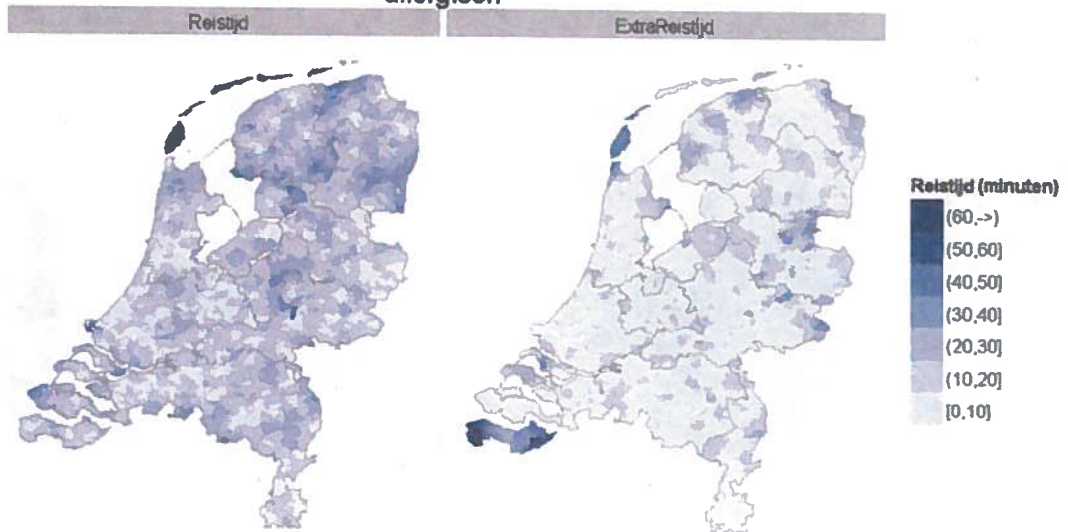 Reistijd
ExtraReistijd
Reistijd (minuten)
(60,->)
(50,60]
(40,50]
(30,40]
(20,30]
(10,20]
[0,10]